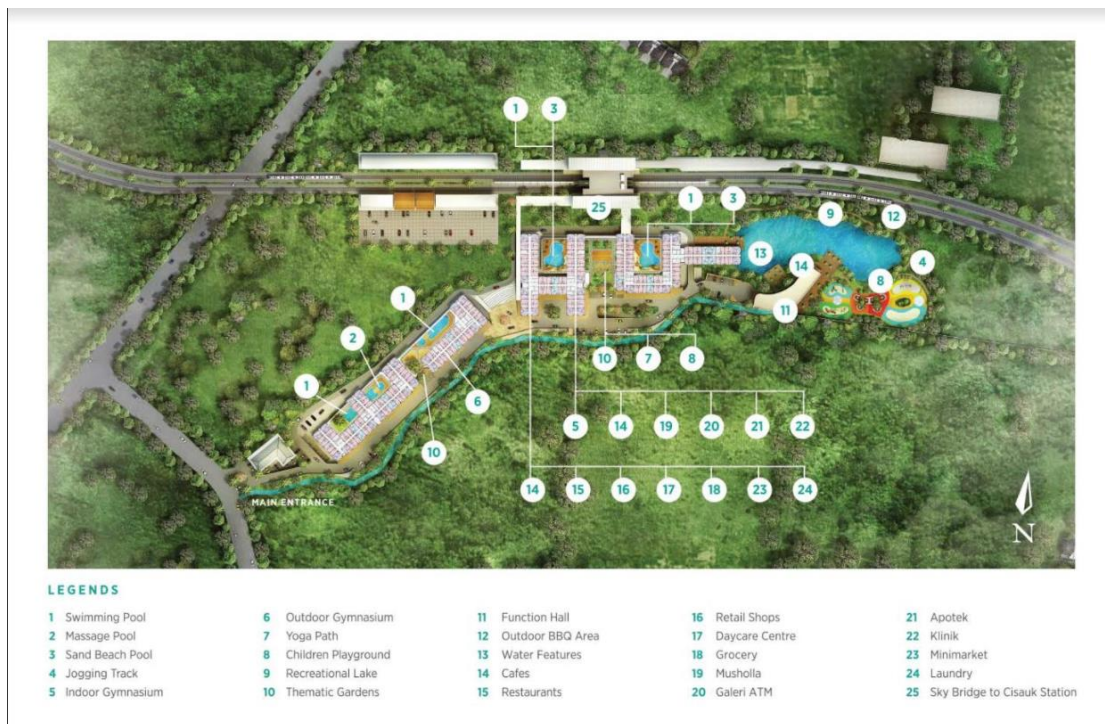 1 3
25
1 3
9
12
13
14
4
8
11
1
2
1
6
10
10 7 8
5 14 19 20 21 22
14 15 16 17 18 23 24
MAIN ENTRANCE
N
LEGENDS
1 Swimming Pool
2 Massage Pool
3 Sand Beach Pool
4 Jogging Track
5 Indoor Gymnasium
6 Outdoor Gymnasium
7 Yoga Path
8 Children Playground
9 Recreational Lake
10 Thematic Gardens
11 Function Hall
12 Outdoor BBQ Area
13 Water Features
14 Cafes
15 Restaurants
16 Retail Shops
17 Daycare Centre
18 Grocery
19 Musholla
20 Galeri ATM
21 Apotek
22 Klinik
23 Minimarket
24 Laundry
25 Sky Bridge to Cisauk Station